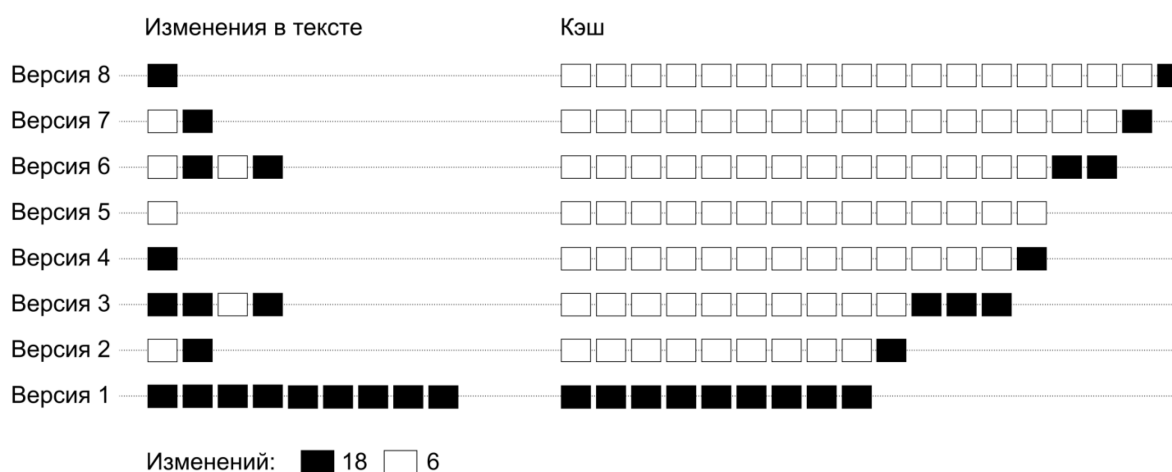 Изменения в тексте Кэш
Версия 8
Версия 7
Версия 6
Версия 5
Версия 4
Версия 3
Версия 2
Версия 1
Изменений: 18 6